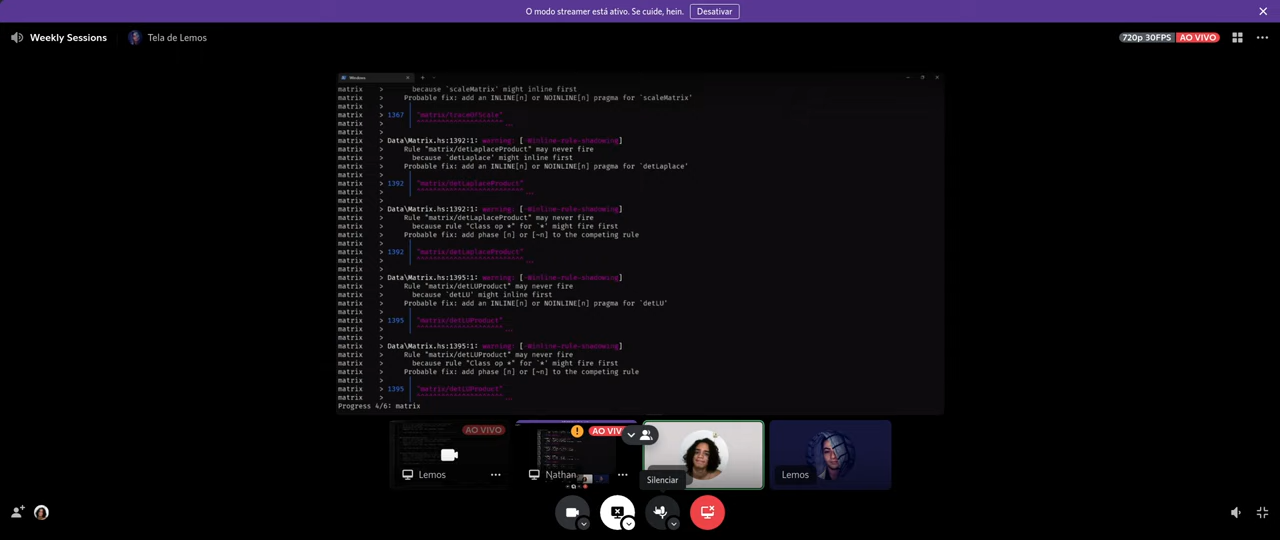 O modo streamer está ativo. Se cuide, hein. Desativar
Weekly Sessions Tela de Lemos 720p 30FPS AO VIVO
Windows
matrix > because `scaleMatrix' might inline first
matrix > Probable fix: add an INLINE[n] or NOINLINE[n] pragma for `scaleMatrix'
matrix >
matrix > 1367 "matrix/traceOfScale"
matrix > ^^^^^^^^^^^^^^^^^^^^^ ...
matrix >
matrix > Data\Matrix.hs:1392:1: warning: [-Winline-rule-shadowing]
matrix > Rule "matrix/detLaplaceProduct" may never fire
matrix > because `detLaplace' might inline first
matrix > Probable fix: add an INLINE[n] or NOINLINE[n] pragma for `detLaplace'
matrix >
matrix > 1392 "matrix/detLaplaceProduct"
matrix > ^^^^^^^^^^^^^^^^^^^^^^^^^^ ...
matrix >
matrix > Data\Matrix.hs:1392:1: warning: [-Winline-rule-shadowing]
matrix > Rule "matrix/detLaplaceProduct" may never fire
matrix > because rule "Class op *" for `*' might fire first
matrix > Probable fix: add phase [n] or [~n] to the competing rule
matrix >
matrix > 1392 "matrix/detLaplaceProduct"
matrix > ^^^^^^^^^^^^^^^^^^^^^^^^^^ ...
matrix >
matrix > Data\Matrix.hs:1395:1: warning: [-Winline-rule-shadowing]
matrix > Rule "matrix/detLUProduct" may never fire
matrix > because `detLU' might inline first
matrix > Probable fix: add an INLINE[n] or NOINLINE[n] pragma for `detLU'
matrix >
matrix > 1395 "matrix/detLUProduct"
matrix > ^^^^^^^^^^^^^^^^^^^^^ ...
matrix >
matrix > Data\Matrix.hs:1395:1: warning: [-Winline-rule-shadowing]
matrix > Rule "matrix/detLUProduct" may never fire
matrix > because rule "Class op *" for `*' might fire first
matrix > Probable fix: add phase [n] or [~n] to the competing rule
matrix >
matrix > 1395 "matrix/detLUProduct"
matrix > ^^^^^^^^^^^^^^^^^^^^^ ...
Progress 4/6: matrix
AO VIVO
Lemos Nathan Lemos
Silenciar